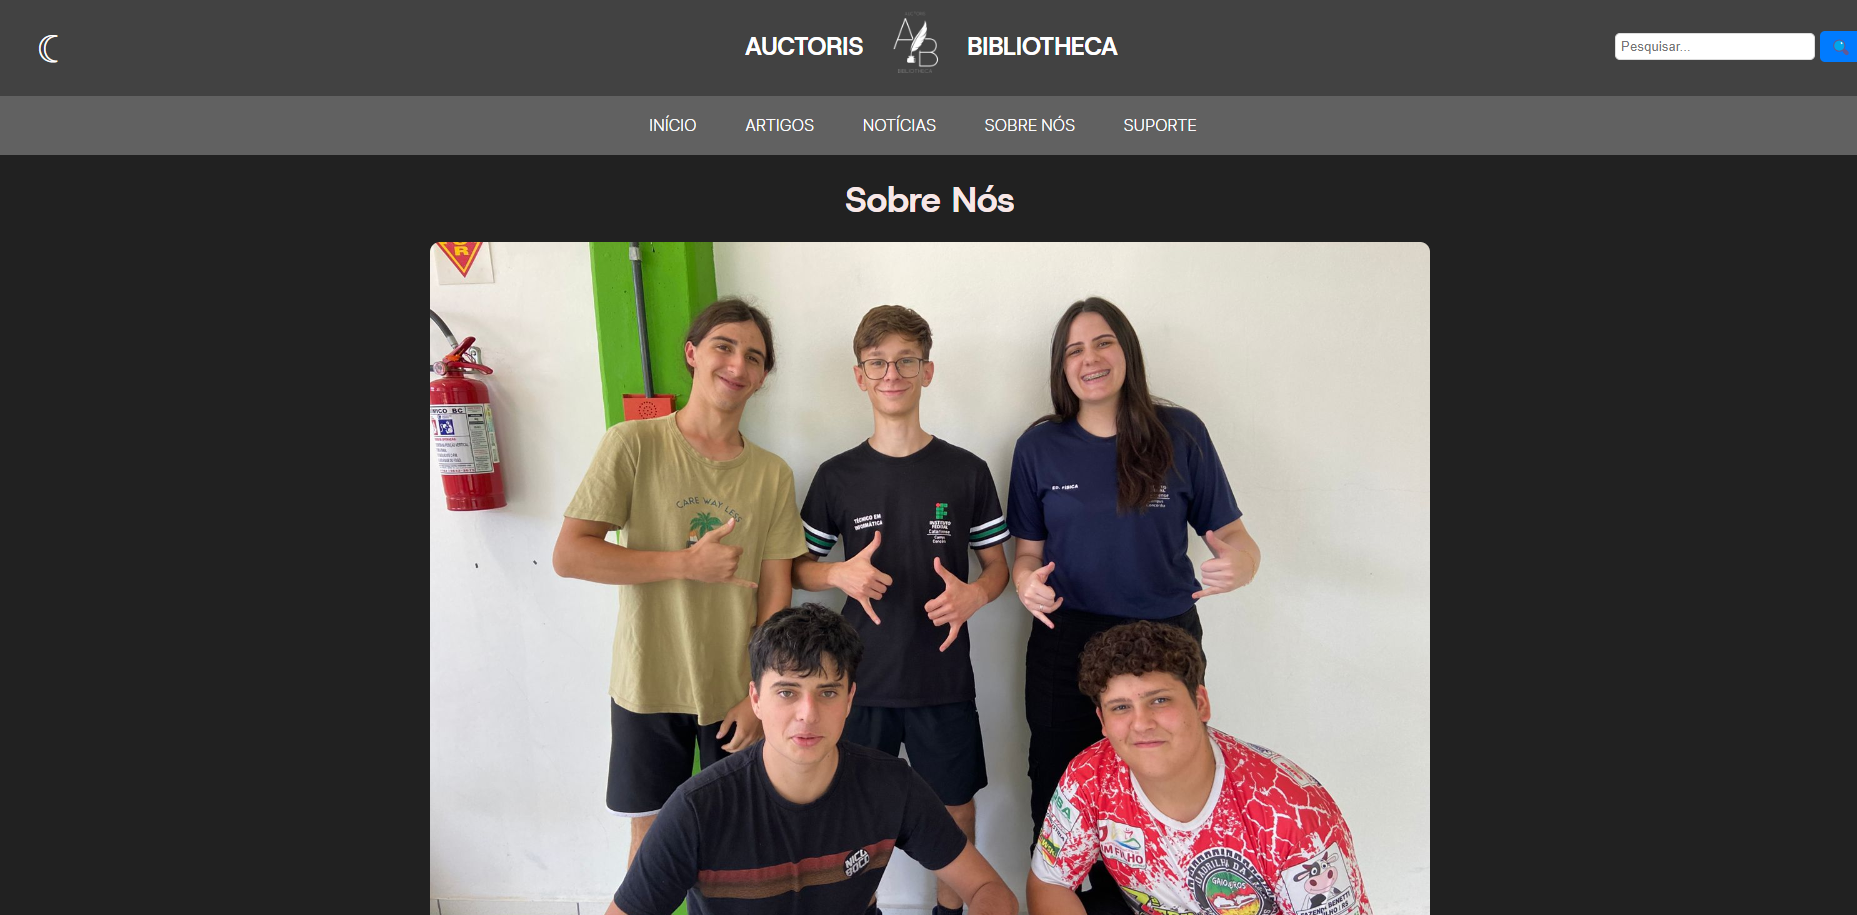 AUCTORIS
BIBLIOTHECA
Pesquisar...
INÍCIO
ARTIGOS
NOTÍCIAS
SOBRE NÓS
SUPORTE
Sobre Nós
CARE WAY LESS
TÉCNICO EM
INFORMÁTICA
INSTITUTO
FEDERAL
Catarinense
ED. FÍSICA
GAIOTEIROS